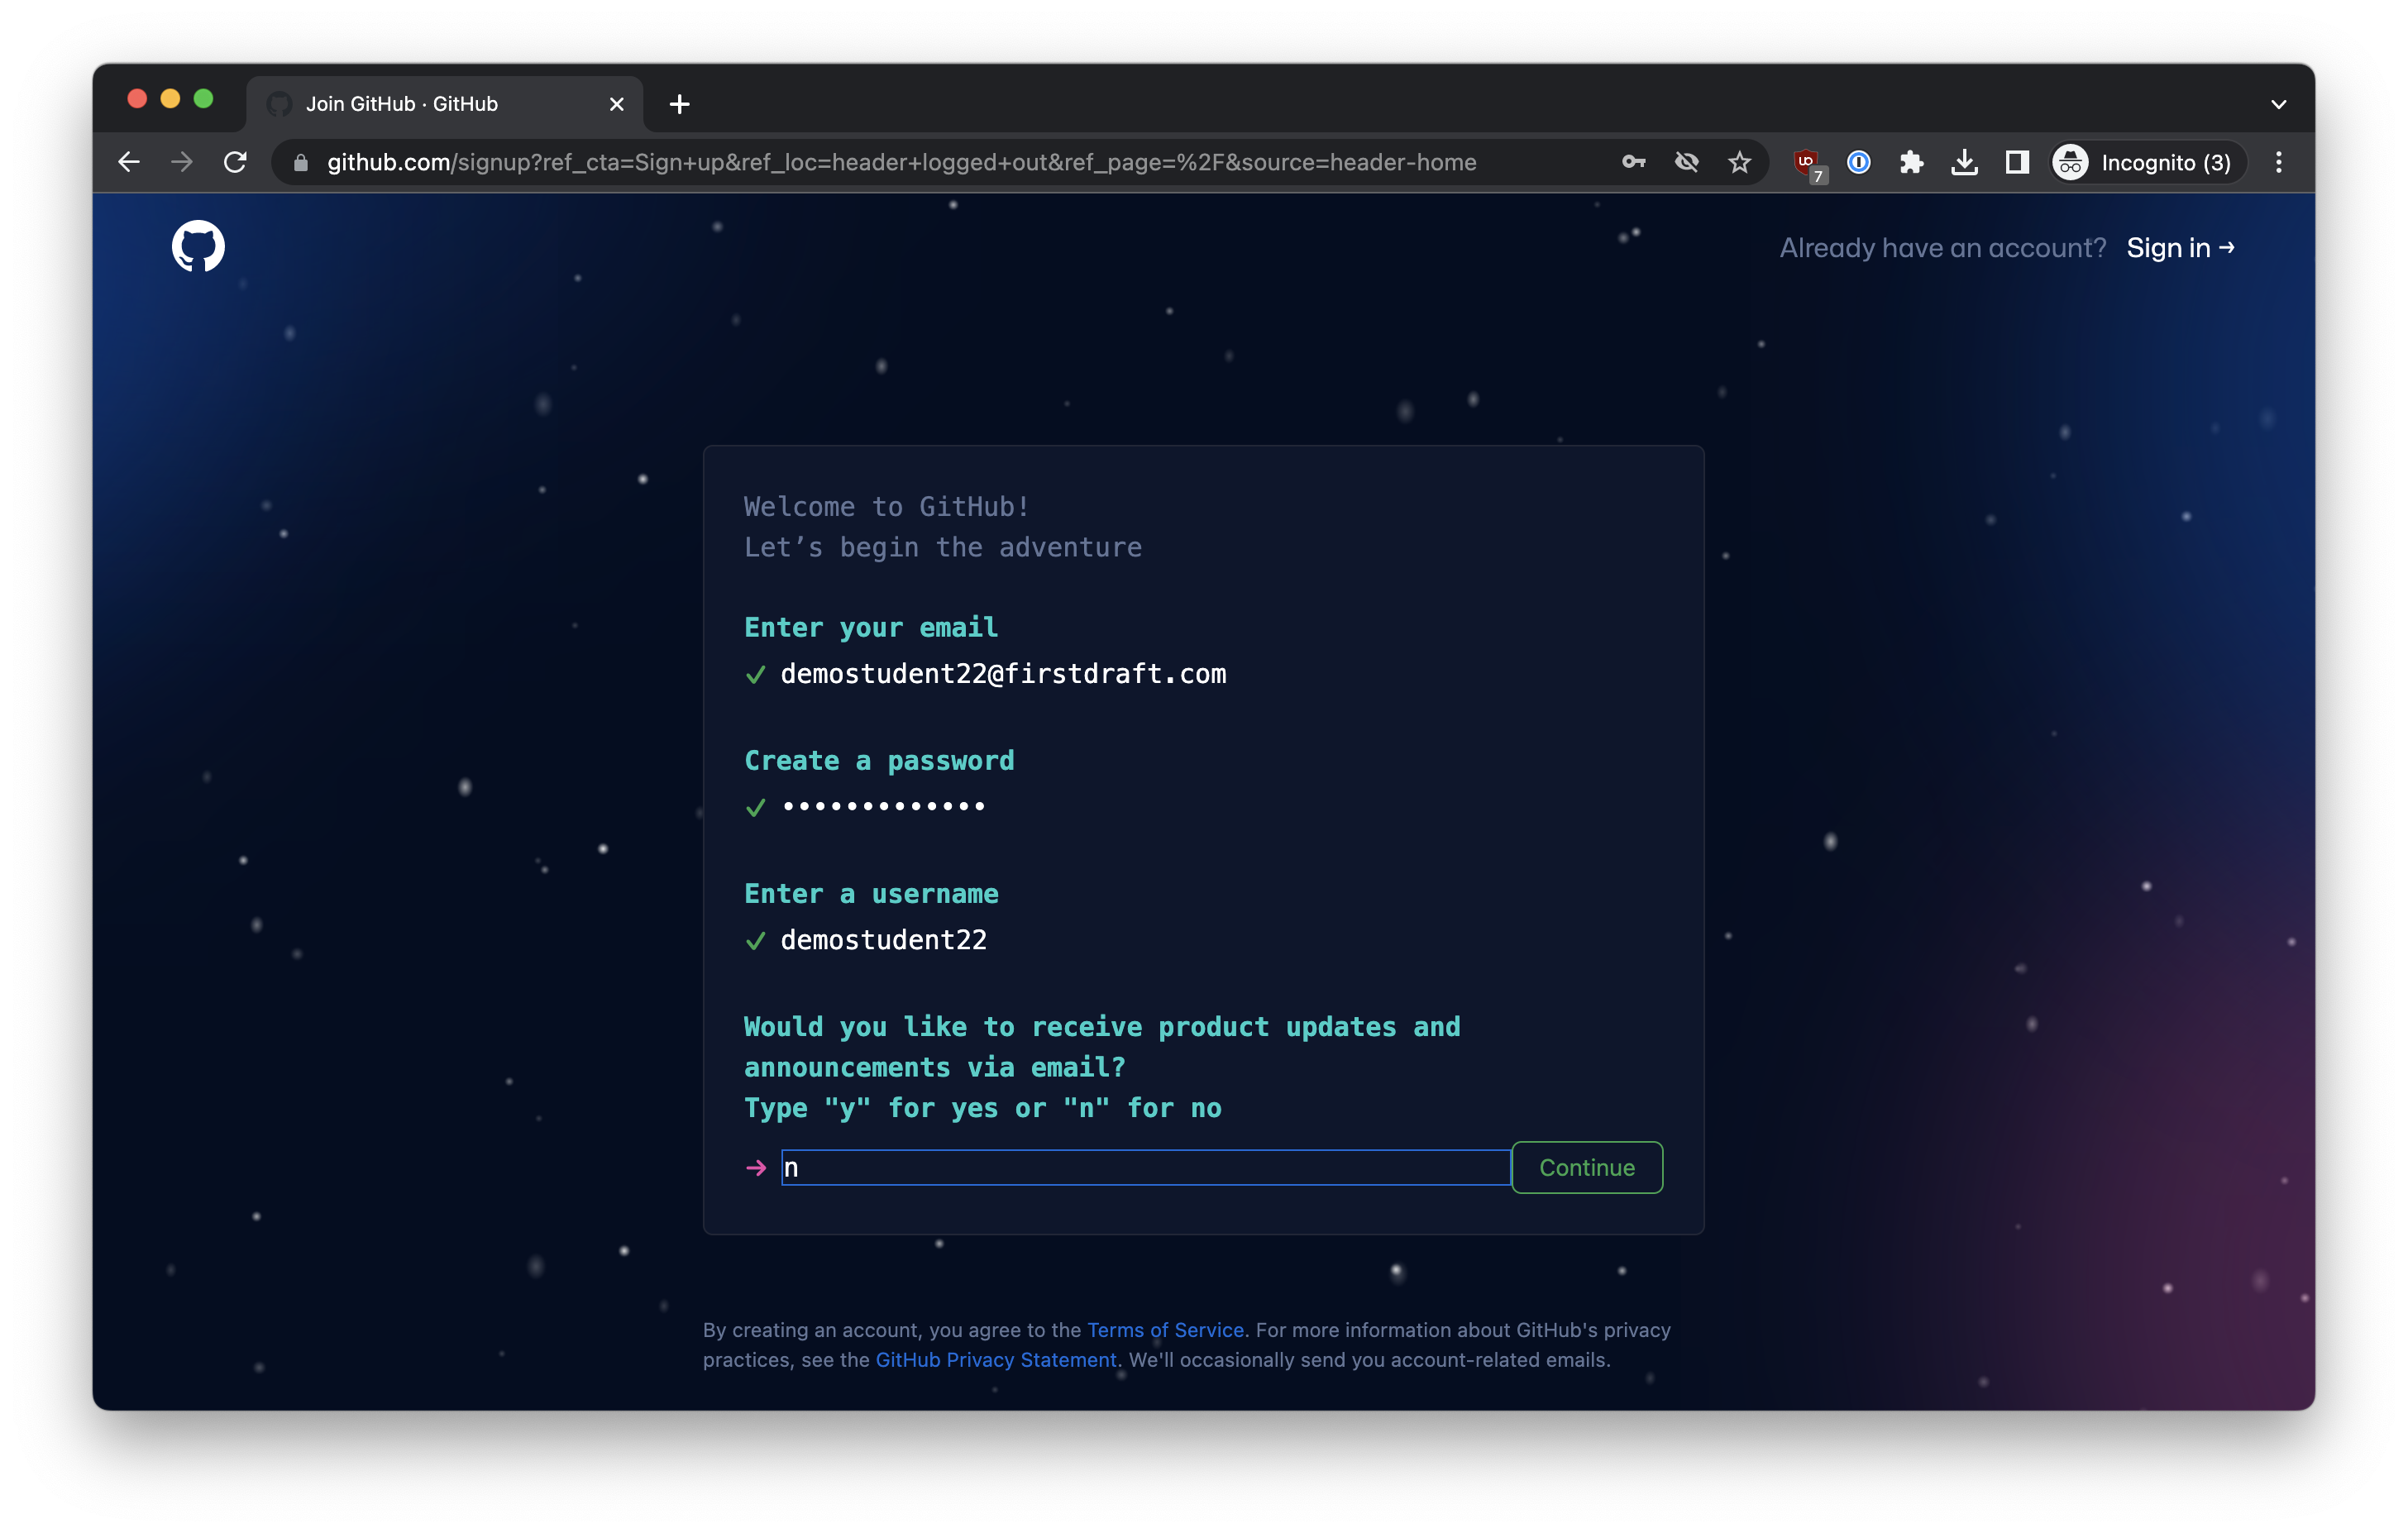 Join GitHub · GitHub
github.com/signup?ref_cta=Sign+up&ref_loc=header+logged+out&ref_page=%2F&source=header-home
7
Incognito (3)
Already have an account? Sign in →
Welcome to GitHub!
Let’s begin the adventure
Enter your email
✓ demostudent22@firstdraft.com
Create a password
✓ •••••••••••••
Enter a username
✓ demostudent22
Would you like to receive product updates and
announcements via email?
Type "y" for yes or "n" for no
→ n Continue
By creating an account, you agree to the Terms of Service. For more information about GitHub's privacy
practices, see the GitHub Privacy Statement. We'll occasionally send you account-related emails.